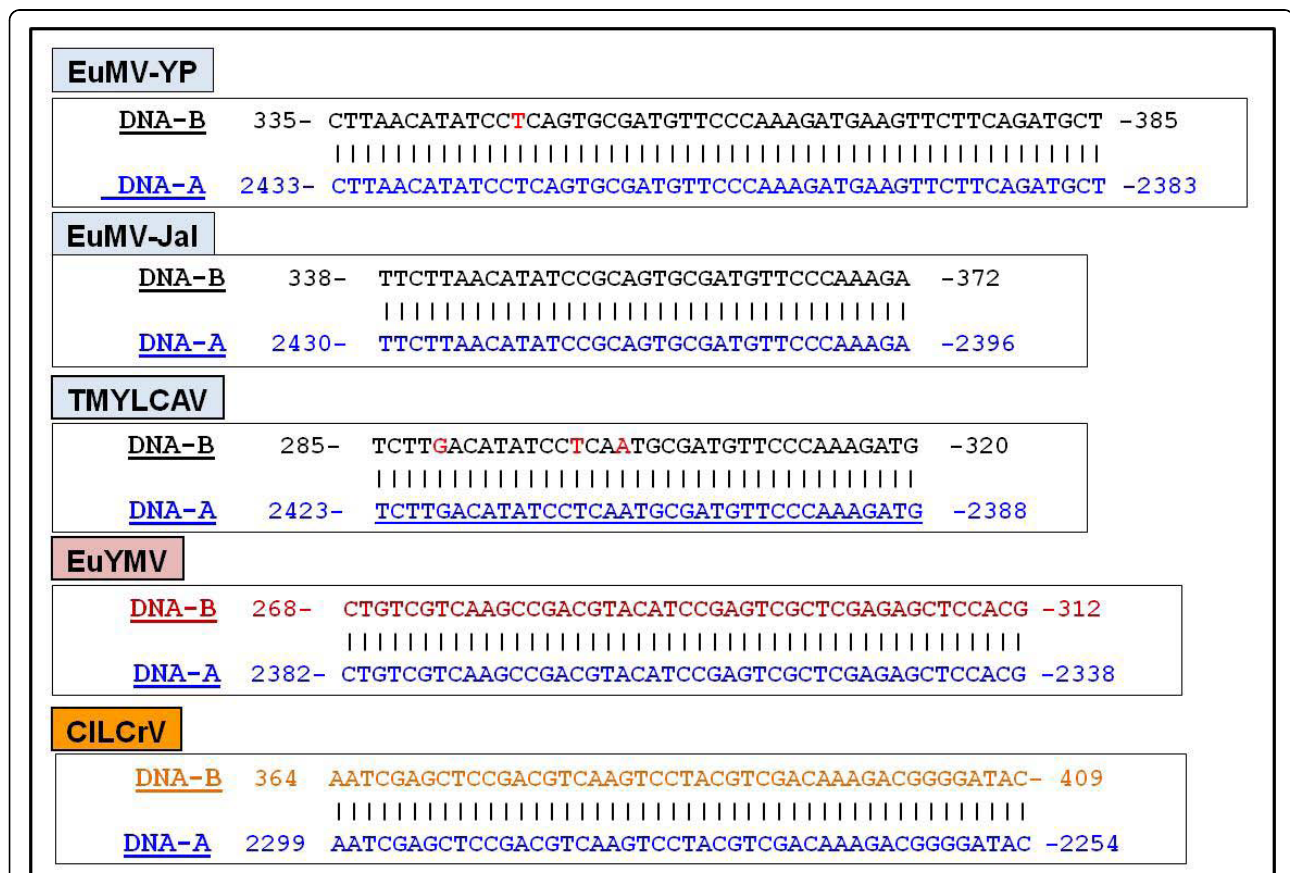 EuMV-YP
DNA-B 335- CTTAACATATCCTCAGTGCGATGTTCCCAAAGATGAAGTTCTTCAGATGCT -385
DNA-A 2433- CTTAACATATCCTCAGTGCGATGTTCCCAAAGATGAAGTTCTTCAGATGCT -2383
EuMV-Jal
DNA-B 338- TTCTTAACATATCCGCAGTGCGATGTTCCCAAAGA -372
DNA-A 2430- TTCTTAACATATCCGCAGTGCGATGTTCCCAAAGA -2396
TMYLCAV
DNA-B 285- TCTTGACATATCCTCAATGCGATGTTCCCAAAGATG -320
DNA-A 2423- TCTTGACATATCCTCAATGCGATGTTCCCAAAGATG -2388
EuYMV
DNA-B 268- CTGTCGTCAAGCCGACGTACATCCGAGTCGCTCGAGAGCTCCACG -312
DNA-A 2382- CTGTCGTCAAGCCGACGTACATCCGAGTCGCTCGAGAGCTCCACG -2338
CILCrV
DNA-B 364 AATCGAGCTCCGACGTCAAGTCCTACGTCGACAAAGACGGGGATAC- 409
DNA-A 2299 AATCGAGCTCCGACGTCAAGTCCTACGTCGACAAAGACGGGGATAC -2254